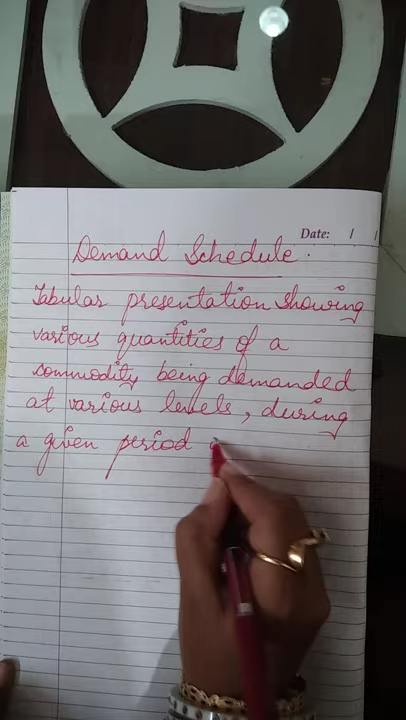 Date: / /
Demand Schedule.
Tabular presentation showing
various quantities of a
commodity being demanded
at various levels, during
a given period